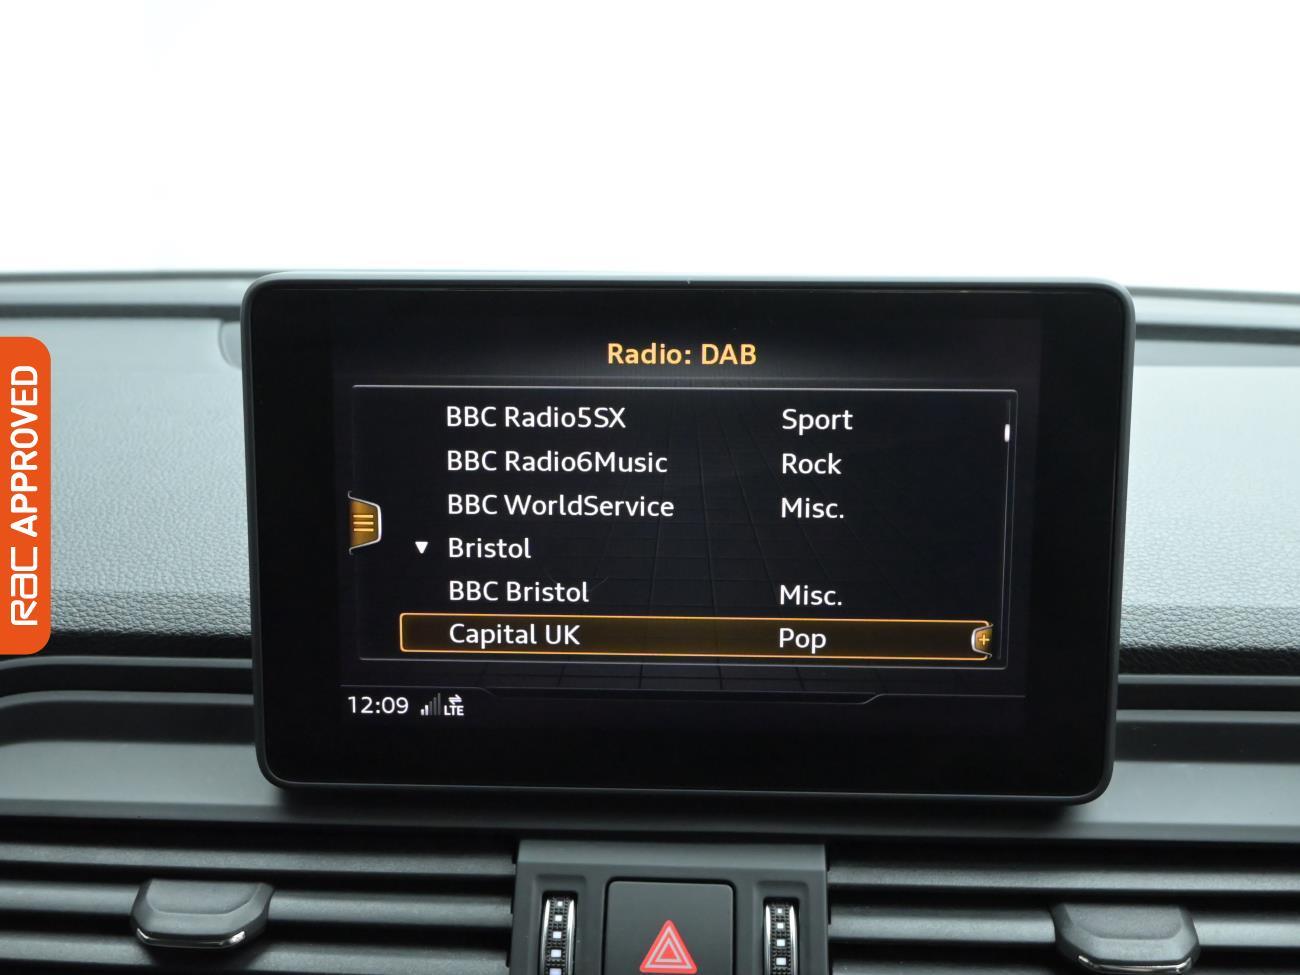 RAC APPROVED
Radio: DAB
BBC Radio5SX Sport
BBC Radio6Music Rock
BBC WorldService Misc.
▼ Bristol
BBC Bristol Misc.
Capital UK Pop
12:09 LTE